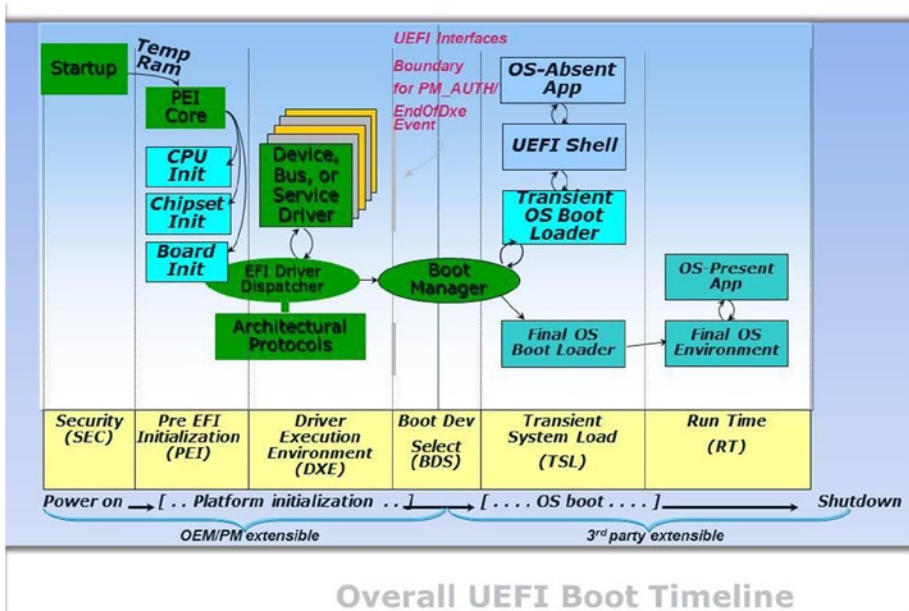 Startup
Temp
Ram
PEI
Core
CPU
Init
Chipset
Init
Board
Init
Device,
Bus, or
Service
Driver
EFI Driver
Dispatcher
Architectural
Protocols
UEFI Interfaces
Boundary
for PM_AUTH/
EndOfDxe
Event
Boot
Manager
OS-Absent
App
UEFI Shell
Transient
OS Boot
Loader
Final OS
Boot Loader
OS-Present
App
Final OS
Environment
Security
(SEC)
Pre EFI
Initialization
(PEI)
Driver
Execution
Environment
(DXE)
Boot Dev
Select
(BDS)
Transient
System Load
(TSL)
Run Time
(RT)
Power on
[ . . Platform initialization . . ]
[ . . . . OS boot . . . . ]
Shutdown
OEM/PM extensible
3rd party extensible
Overall UEFI Boot Timeline